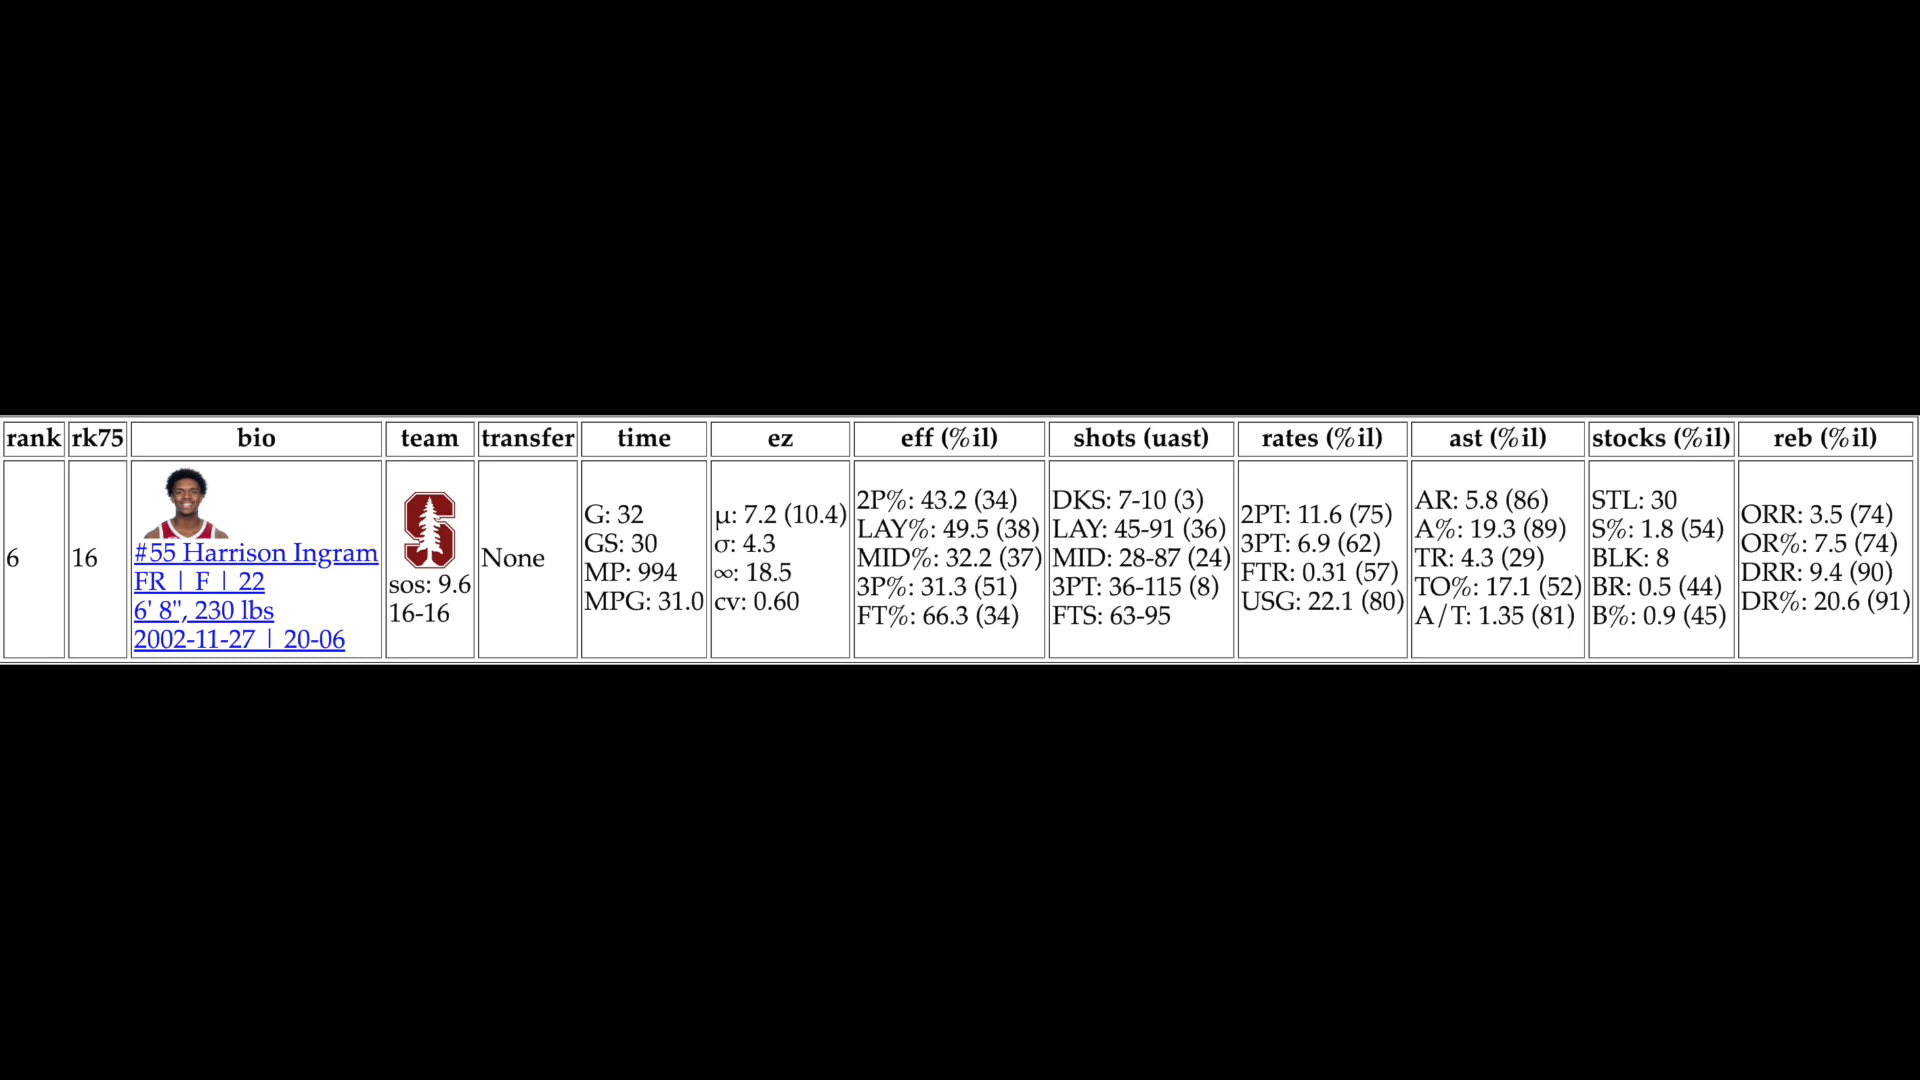 rank rk75 bio team transfer time ez eff (%il) shots (uast) rates (%il) ast (%il) stocks (%il) reb (%il)
6
16
#55 Harrison Ingram
FR | F | 22
6' 8", 230 lbs
2002-11-27 | 20-06
S
sos: 9.6
16-16
None
G: 32
GS: 30
MP: 994
MPG: 31.0
μ: 7.2 (10.4)
σ: 4.3
∞: 18.5
cv: 0.60
2P%: 43.2 (34)
LAY%: 49.5 (38)
MID%: 32.2 (37)
3P%: 31.3 (51)
FT%: 66.3 (34)
DKS: 7-10 (3)
LAY: 45-91 (36)
MID: 28-87 (24)
3PT: 36-115 (8)
FTS: 63-95
2PT: 11.6 (75)
3PT: 6.9 (62)
FTR: 0.31 (57)
USG: 22.1 (80)
AR: 5.8 (86)
A%: 19.3 (89)
TR: 4.3 (29)
TO%: 17.1 (52)
A/T: 1.35 (81)
STL: 30
S%: 1.8 (54)
BLK: 8
BR: 0.5 (44)
B%: 0.9 (45)
ORR: 3.5 (74)
OR%: 7.5 (74)
DRR: 9.4 (90)
DR%: 20.6 (91)